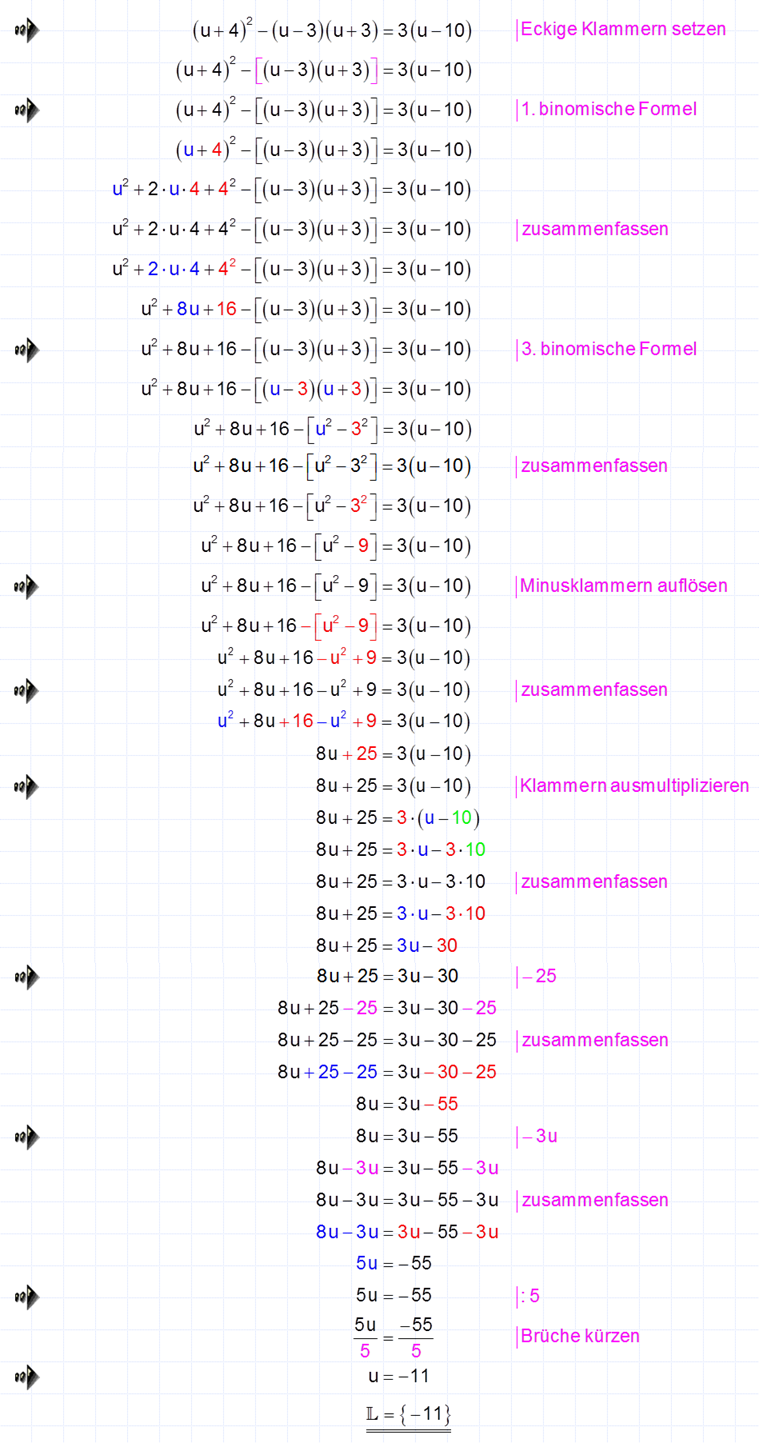 (u+4)² − (u−3)(u+3) = 3(u−10) |Eckige Klammern setzen
(u+4)² − [(u−3)(u+3)] = 3(u−10)
(u+4)² − [(u−3)(u+3)] = 3(u−10) |1. binomische Formel
(u+4)² − [(u−3)(u+3)] = 3(u−10)
u² + 2·u·4 + 4² − [(u−3)(u+3)] = 3(u−10)
u² + 2·u·4 + 4² − [(u−3)(u+3)] = 3(u−10) |zusammenfassen
u² + 2·u·4 + 4² − [(u−3)(u+3)] = 3(u−10)
u² + 8u + 16 − [(u−3)(u+3)] = 3(u−10)
u² + 8u + 16 − [(u−3)(u+3)] = 3(u−10) |3. binomische Formel
u² + 8u + 16 − [(u−3)(u+3)] = 3(u−10)
u² + 8u + 16 − [u² − 3²] = 3(u−10)
u² + 8u + 16 − [u² − 3²] = 3(u−10) |zusammenfassen
u² + 8u + 16 − [u² − 3²] = 3(u−10)
u² + 8u + 16 − [u² − 9] = 3(u−10)
u² + 8u + 16 − [u² − 9] = 3(u−10) |Minusklammern auflösen
u² + 8u + 16 − [u² − 9] = 3(u−10)
u² + 8u + 16 − u² + 9 = 3(u−10)
u² + 8u + 16 − u² + 9 = 3(u−10) |zusammenfassen
u² + 8u + 16 − u² + 9 = 3(u−10)
8u + 25 = 3(u−10)
8u + 25 = 3(u−10) |Klammern ausmultiplizieren
8u + 25 = 3·(u−10)
8u + 25 = 3·u − 3·10
8u + 25 = 3·u − 3·10 |zusammenfassen
8u + 25 = 3·u − 3·10
8u + 25 = 3u − 30
8u + 25 = 3u − 30 |− 25
8u + 25 − 25 = 3u − 30 − 25
8u + 25 − 25 = 3u − 30 − 25 |zusammenfassen
8u + 25 − 25 = 3u − 30 − 25
8u = 3u − 55
8u = 3u − 55 |− 3u
8u − 3u = 3u − 55 − 3u
8u − 3u = 3u − 55 − 3u |zusammenfassen
8u − 3u = 3u − 55 − 3u
5u = −55
5u = −55 |: 5
5u/5 = −55/5 |Brüche kürzen
u = −11
𝕃 = {−11}